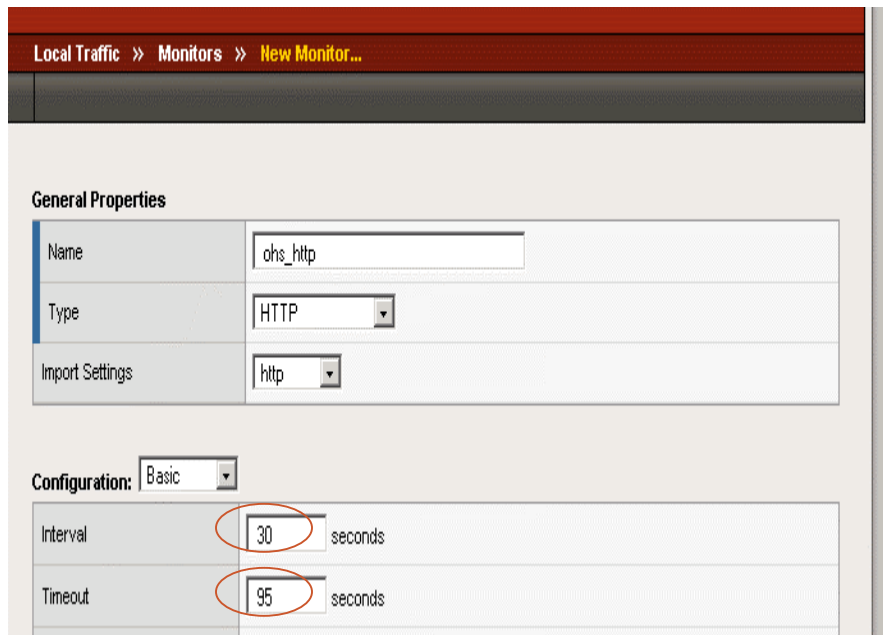 Local Traffic » Monitors » New Monitor...
General Properties
Name ohs_http
Type HTTP
Import Settings http
Configuration: Basic
Interval 30 seconds
Timeout 95 seconds